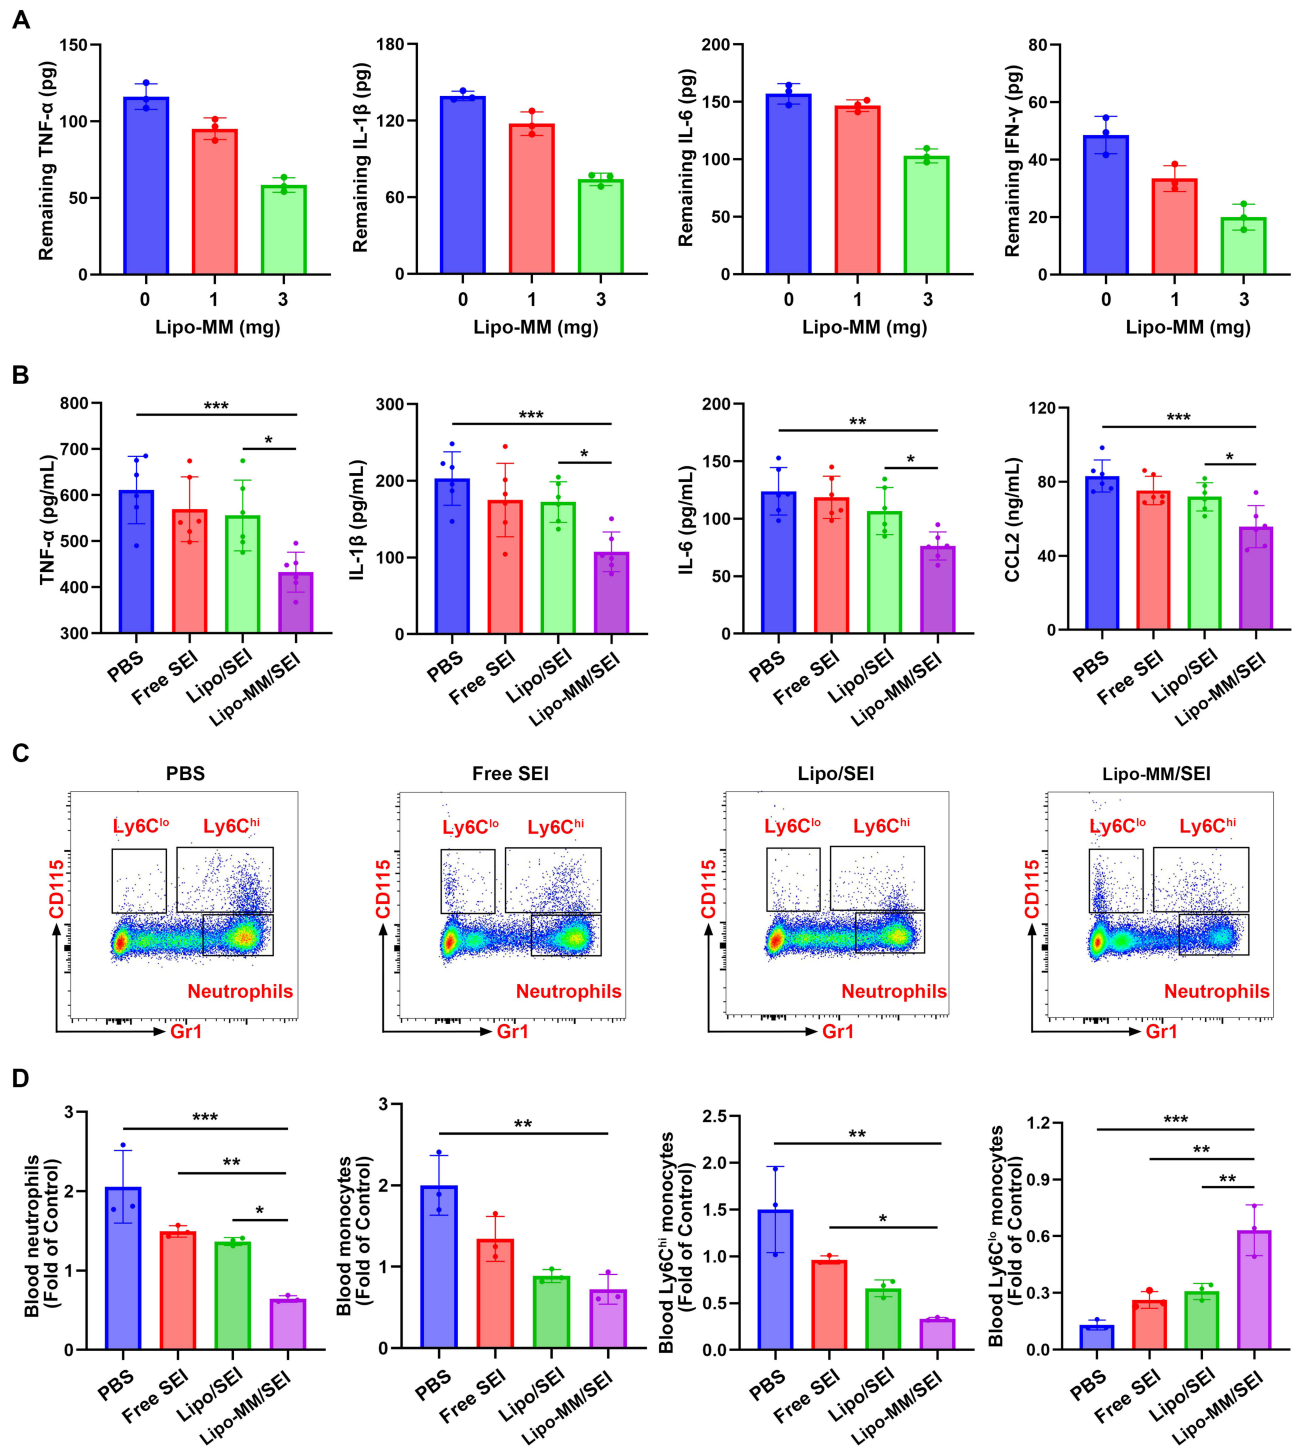 A
Remaining TNF-α (pg)
150
100
50
0
0 1 3
Lipo-MM (mg)
Remaining IL-1β (pg)
180
120
60
0
0 1 3
Lipo-MM (mg)
Remaining IL-6 (pg)
200
150
100
50
0
0 1 3
Lipo-MM (mg)
Remaining IFN-γ (pg)
80
60
40
20
0
0 1 3
Lipo-MM (mg)
B
TNF-α (pg/mL)
800
700
600
500
400
300
***
*
PBS
Free SEI
Lipo/SEI
Lipo-MM/SEI
IL-1β (pg/mL)
300
200
100
0
***
*
PBS
Free SEI
Lipo/SEI
Lipo-MM/SEI
IL-6 (pg/mL)
200
150
100
50
0
**
*
PBS
Free SEI
Lipo/SEI
Lipo-MM/SEI
CCL2 (ng/mL)
120
80
40
0
***
*
PBS
Free SEI
Lipo/SEI
Lipo-MM/SEI
C
PBS
Ly6Clo Ly6Chi
CD115
Neutrophils
Gr1
Free SEI
Ly6Clo Ly6Chi
CD115
Neutrophils
Gr1
Lipo/SEI
Ly6Clo Ly6Chi
CD115
Neutrophils
Gr1
Lipo-MM/SEI
Ly6Clo Ly6Chi
CD115
Neutrophils
Gr1
D
Blood neutrophils
(Fold of Control)
3
2
1
0
***
**
*
PBS
Free SEI
Lipo/SEI
Lipo-MM/SEI
Blood monocytes
(Fold of Control)
3
2
1
0
**
PBS
Free SEI
Lipo/SEI
Lipo-MM/SEI
Blood Ly6Chi monocytes
(Fold of Control)
2.5
2.0
1.5
1.0
0.5
0.0
**
*
PBS
Free SEI
Lipo/SEI
Lipo-MM/SEI
Blood Ly6Clo monocytes
(Fold of Control)
1.2
0.9
0.6
0.3
0.0
***
**
**
PBS
Free SEI
Lipo/SEI
Lipo-MM/SEI